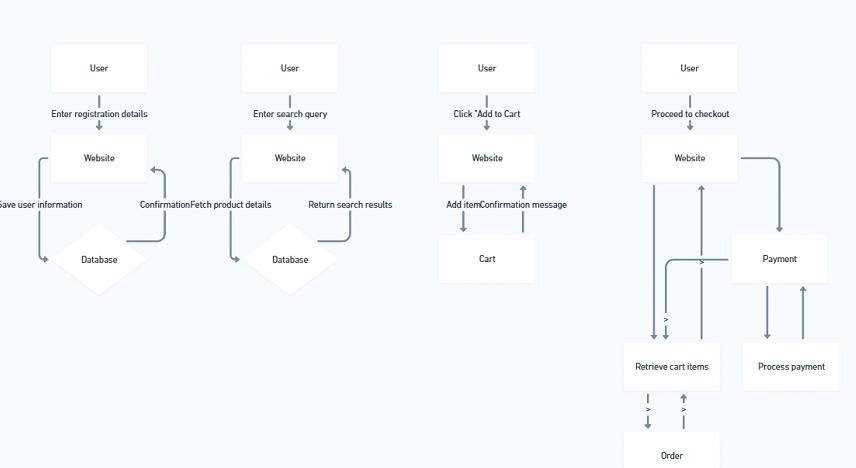 User
User
User
User
Enter registration details
Enter search query
Click "Add to Cart
Proceed to checkout
Website
Website
Website
Website
Save user information
Confirmation
Fetch product details
Return search results
Add item
Confirmation message
Database
Database
Cart
Payment
>
>
Retrieve cart items
Process payment
>
>
Order